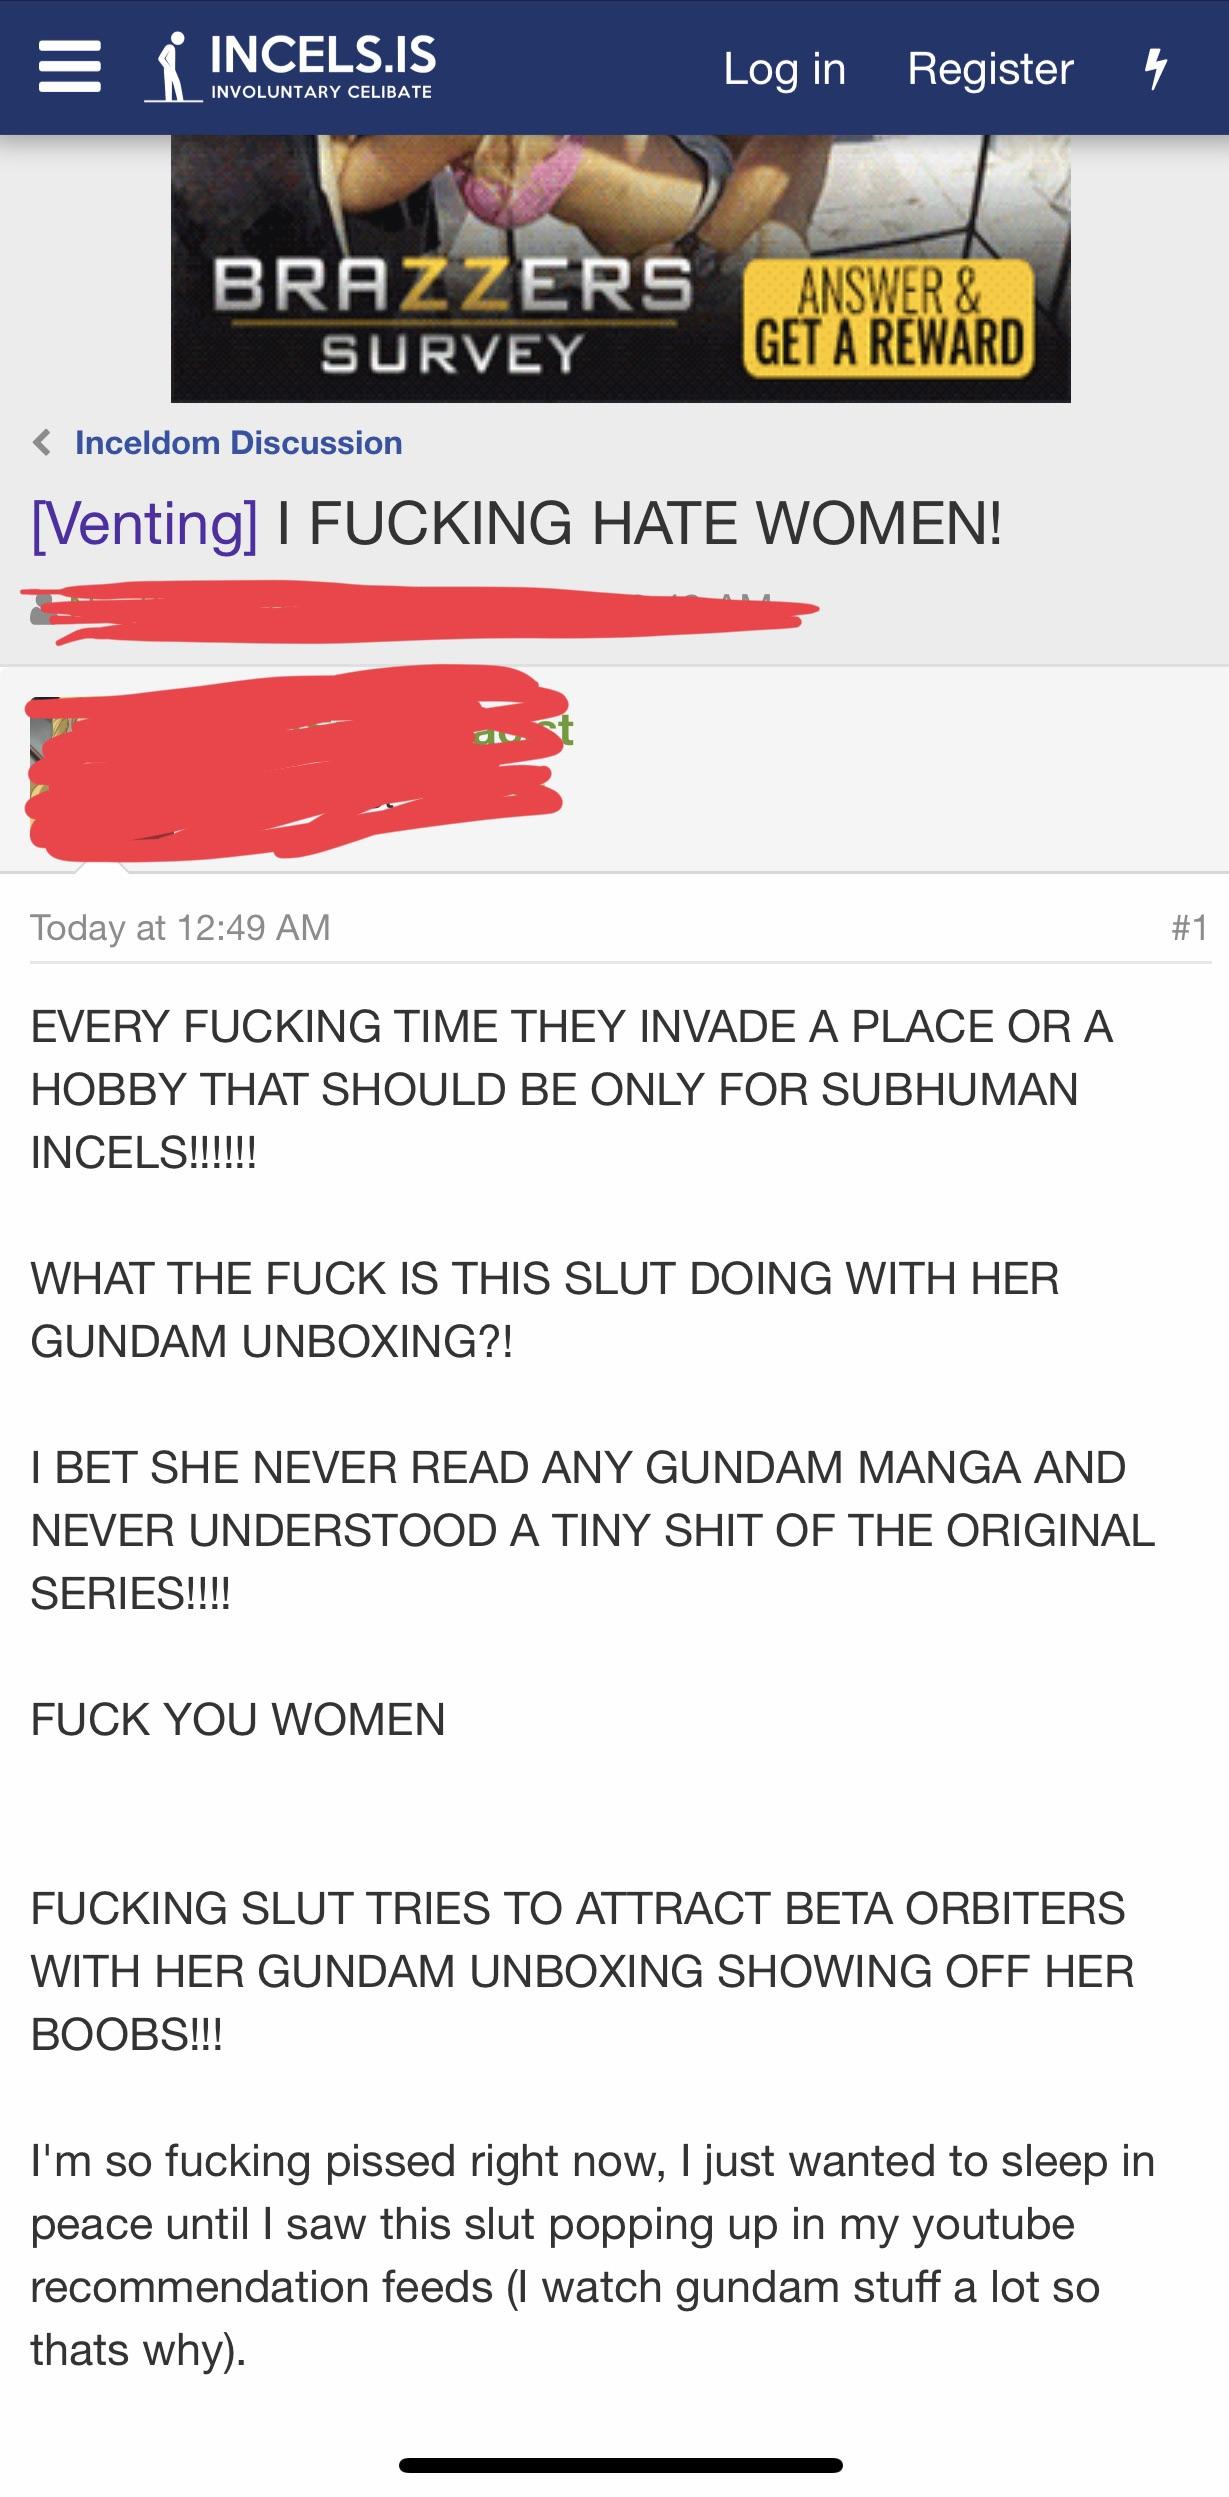 INCELS.IS
INVOLUNTARY CELIBATE
Log in
Register
BRAZZERS
SURVEY
ANSWER &
GET A REWARD
Inceldom Discussion
[Venting] I FUCKING HATE WOMEN!
Today at 12:49 AM
#1
EVERY FUCKING TIME THEY INVADE A PLACE OR A
HOBBY THAT SHOULD BE ONLY FOR SUBHUMAN
INCELS!!!!!!
WHAT THE FUCK IS THIS SLUT DOING WITH HER
GUNDAM UNBOXING?!
I BET SHE NEVER READ ANY GUNDAM MANGA AND
NEVER UNDERSTOOD A TINY SHIT OF THE ORIGINAL
SERIES!!!!
FUCK YOU WOMEN
FUCKING SLUT TRIES TO ATTRACT BETA ORBITERS
WITH HER GUNDAM UNBOXING SHOWING OFF HER
BOOBS!!!
I'm so fucking pissed right now, I just wanted to sleep in
peace until I saw this slut popping up in my youtube
recommendation feeds (I watch gundam stuff a lot so
thats why).